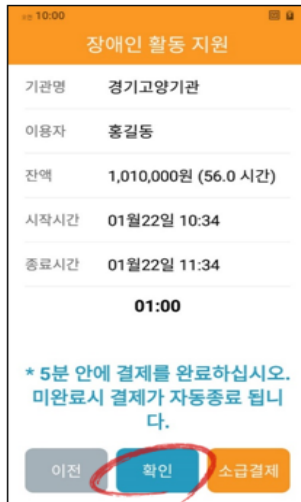 오전 10:00
장애인 활동 지원
기관명 경기고양기관
이용자 홍길동
잔액 1,010,000원 (56.0 시간)
시작시간 01월22일 10:34
종료시간 01월22일 11:34
01:00
* 5분 안에 결제를 완료하십시오.
미완료시 결제가 자동종료 됩니
다.
이전 확인 소급결제